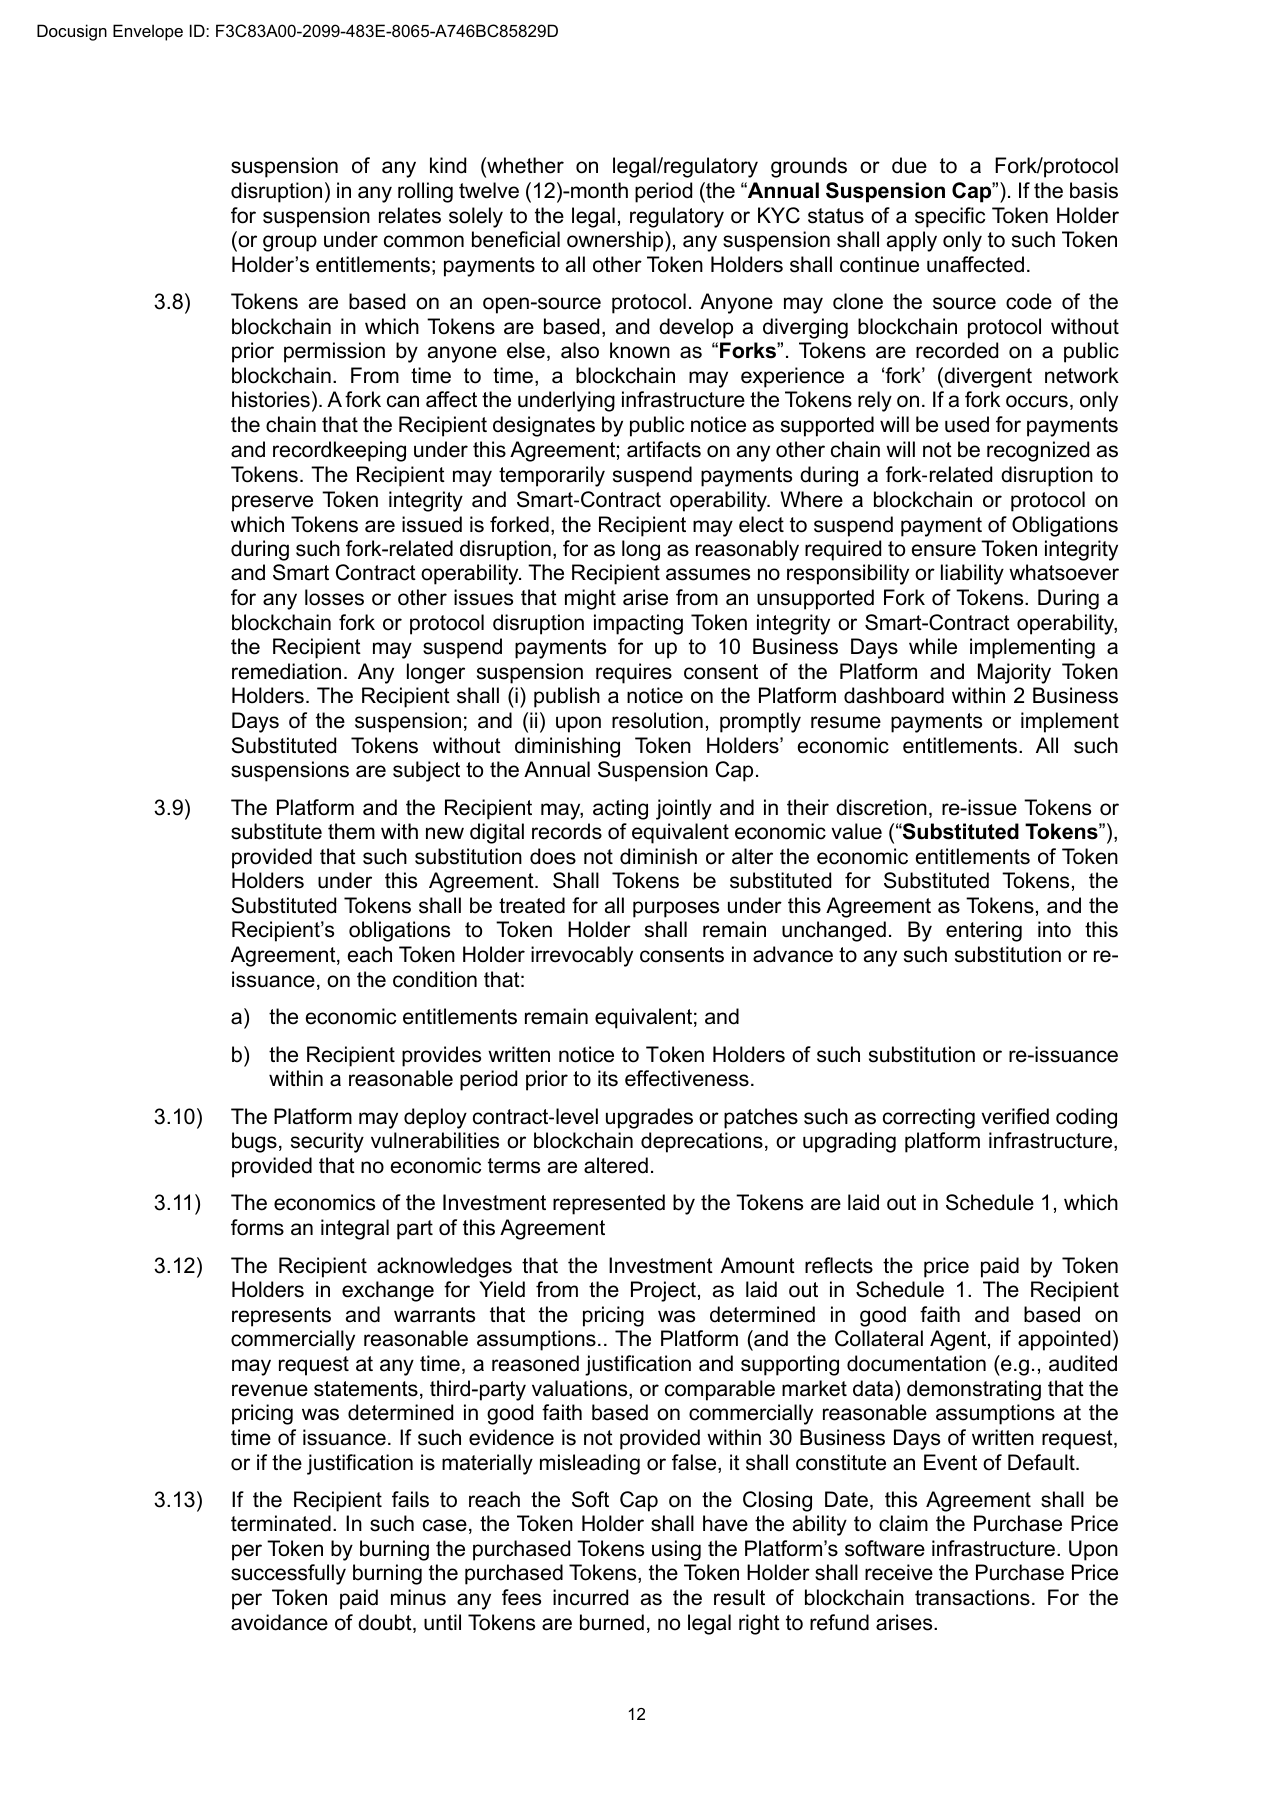 Docusign Envelope ID: F3C83A00-2099-483E-8065-A746BC85829D
suspension of any kind (whether on legal/regulatory grounds or due to a Fork/protocol
disruption) in any rolling twelve (12)-month period (the “Annual Suspension Cap”). If the basis
for suspension relates solely to the legal, regulatory or KYC status of a specific Token Holder
(or group under common beneficial ownership), any suspension shall apply only to such Token
Holder’s entitlements; payments to all other Token Holders shall continue unaffected.
3.8) Tokens are based on an open-source protocol. Anyone may clone the source code of the
blockchain in which Tokens are based, and develop a diverging blockchain protocol without
prior permission by anyone else, also known as “Forks”. Tokens are recorded on a public
blockchain. From time to time, a blockchain may experience a ‘fork’ (divergent network
histories). A fork can affect the underlying infrastructure the Tokens rely on. If a fork occurs, only
the chain that the Recipient designates by public notice as supported will be used for payments
and recordkeeping under this Agreement; artifacts on any other chain will not be recognized as
Tokens. The Recipient may temporarily suspend payments during a fork-related disruption to
preserve Token integrity and Smart-Contract operability. Where a blockchain or protocol on
which Tokens are issued is forked, the Recipient may elect to suspend payment of Obligations
during such fork-related disruption, for as long as reasonably required to ensure Token integrity
and Smart Contract operability. The Recipient assumes no responsibility or liability whatsoever
for any losses or other issues that might arise from an unsupported Fork of Tokens. During a
blockchain fork or protocol disruption impacting Token integrity or Smart-Contract operability,
the Recipient may suspend payments for up to 10 Business Days while implementing a
remediation. Any longer suspension requires consent of the Platform and Majority Token
Holders. The Recipient shall (i) publish a notice on the Platform dashboard within 2 Business
Days of the suspension; and (ii) upon resolution, promptly resume payments or implement
Substituted Tokens without diminishing Token Holders’ economic entitlements. All such
suspensions are subject to the Annual Suspension Cap.
3.9) The Platform and the Recipient may, acting jointly and in their discretion, re-issue Tokens or
substitute them with new digital records of equivalent economic value (“Substituted Tokens”),
provided that such substitution does not diminish or alter the economic entitlements of Token
Holders under this Agreement. Shall Tokens be substituted for Substituted Tokens, the
Substituted Tokens shall be treated for all purposes under this Agreement as Tokens, and the
Recipient’s obligations to Token Holder shall remain unchanged. By entering into this
Agreement, each Token Holder irrevocably consents in advance to any such substitution or re-
issuance, on the condition that:
a) the economic entitlements remain equivalent; and
b) the Recipient provides written notice to Token Holders of such substitution or re-issuance
within a reasonable period prior to its effectiveness.
3.10) The Platform may deploy contract-level upgrades or patches such as correcting verified coding
bugs, security vulnerabilities or blockchain deprecations, or upgrading platform infrastructure,
provided that no economic terms are altered.
3.11) The economics of the Investment represented by the Tokens are laid out in Schedule 1, which
forms an integral part of this Agreement
3.12) The Recipient acknowledges that the Investment Amount reflects the price paid by Token
Holders in exchange for Yield from the Project, as laid out in Schedule 1. The Recipient
represents and warrants that the pricing was determined in good faith and based on
commercially reasonable assumptions.. The Platform (and the Collateral Agent, if appointed)
may request at any time, a reasoned justification and supporting documentation (e.g., audited
revenue statements, third-party valuations, or comparable market data) demonstrating that the
pricing was determined in good faith based on commercially reasonable assumptions at the
time of issuance. If such evidence is not provided within 30 Business Days of written request,
or if the justification is materially misleading or false, it shall constitute an Event of Default.
3.13) If the Recipient fails to reach the Soft Cap on the Closing Date, this Agreement shall be
terminated. In such case, the Token Holder shall have the ability to claim the Purchase Price
per Token by burning the purchased Tokens using the Platform’s software infrastructure. Upon
successfully burning the purchased Tokens, the Token Holder shall receive the Purchase Price
per Token paid minus any fees incurred as the result of blockchain transactions. For the
avoidance of doubt, until Tokens are burned, no legal right to refund arises.
12